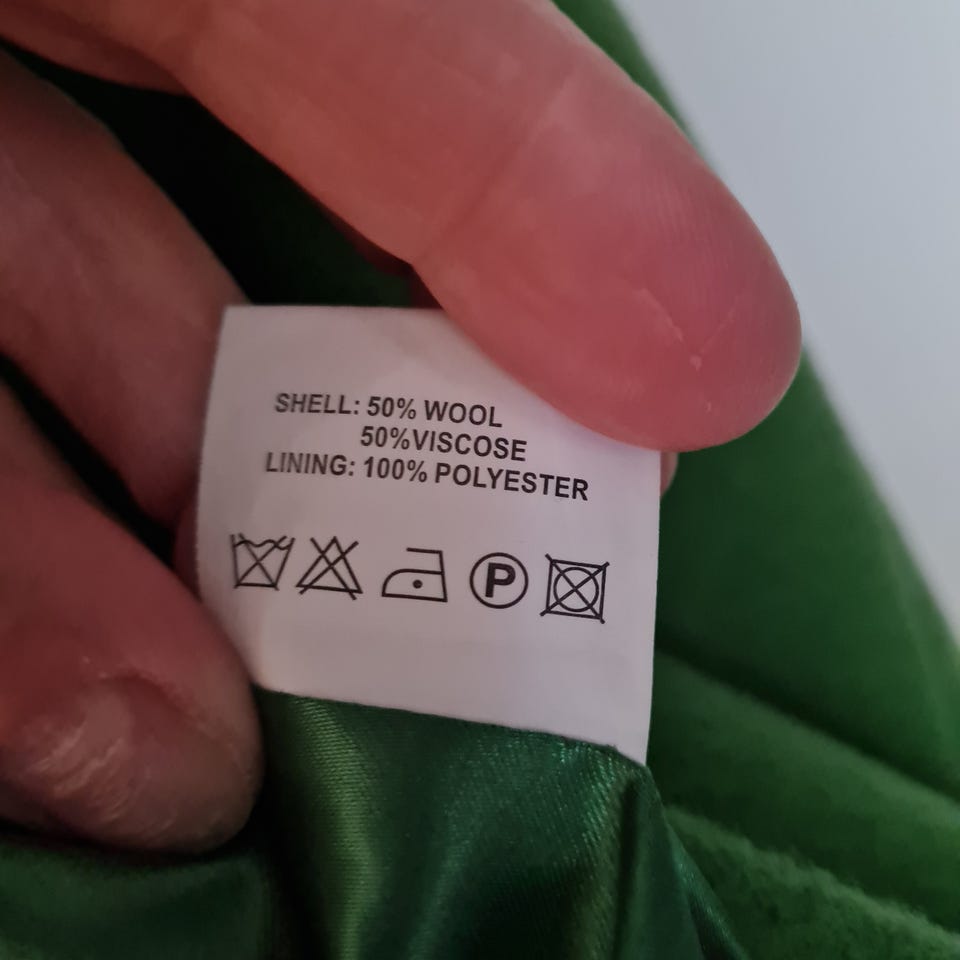 SHELL: 50% WOOL
50%VISCOSE
LINING: 100% POLYESTER
P